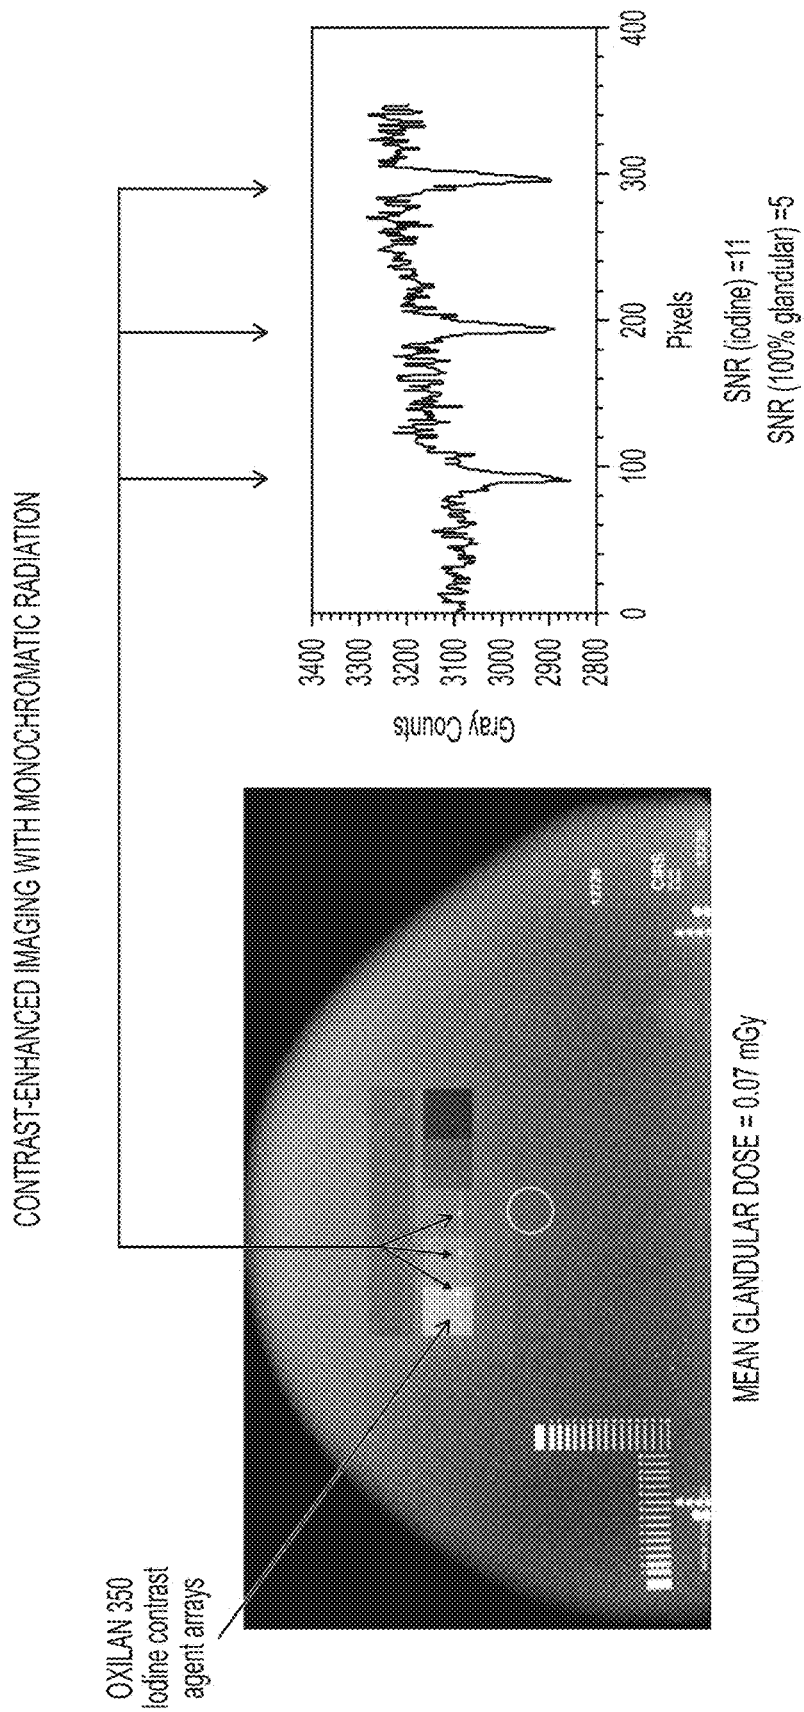 CONTRAST-ENHANCED IMAGING WITH MONOCHROMATIC RADIATION
OXILAN 350
Iodine contrast
agent arrays
MEAN GLANDULAR DOSE = 0.07 mGy
Gray Counts
3400
3300
3200
3100
3000
2900
2800
0
100
200
300
400
Pixels
SNR (iodine) =11
SNR (100% glandular) =5